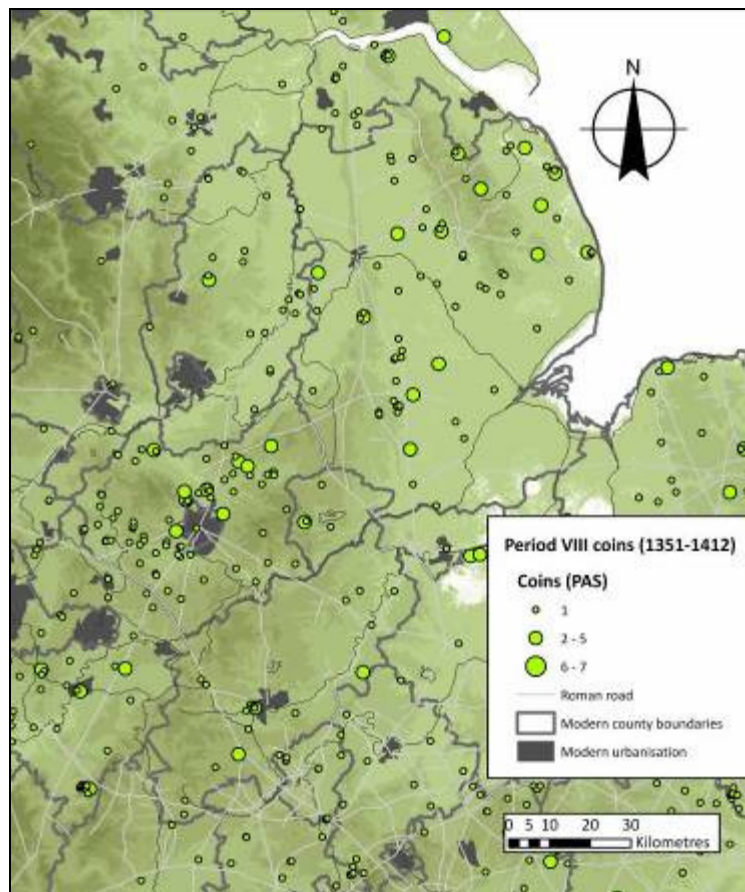 N
Period VIII coins (1351-1412)
Coins (PAS)
1
2 - 5
6 - 7
Roman road
Modern county boundaries
Modern urbanisation
0 5 10 20 30
Kilometres